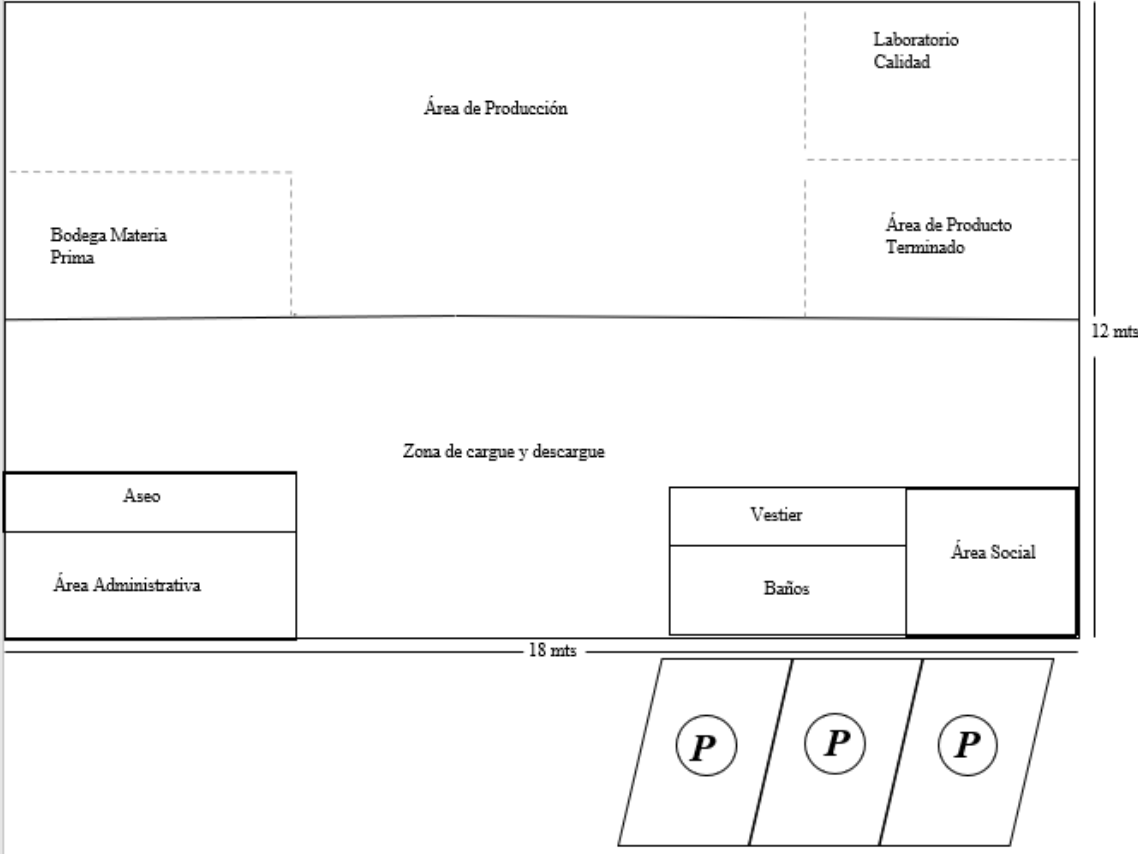 Laboratorio
Calidad
Área de Producción
Bodega Materia
Prima
Área de Producto
Terminado
12 mts
Zona de cargue y descargue
Aseo
Vestier
Área Social
Área Administrativa
Baños
18 mts
P
P
P